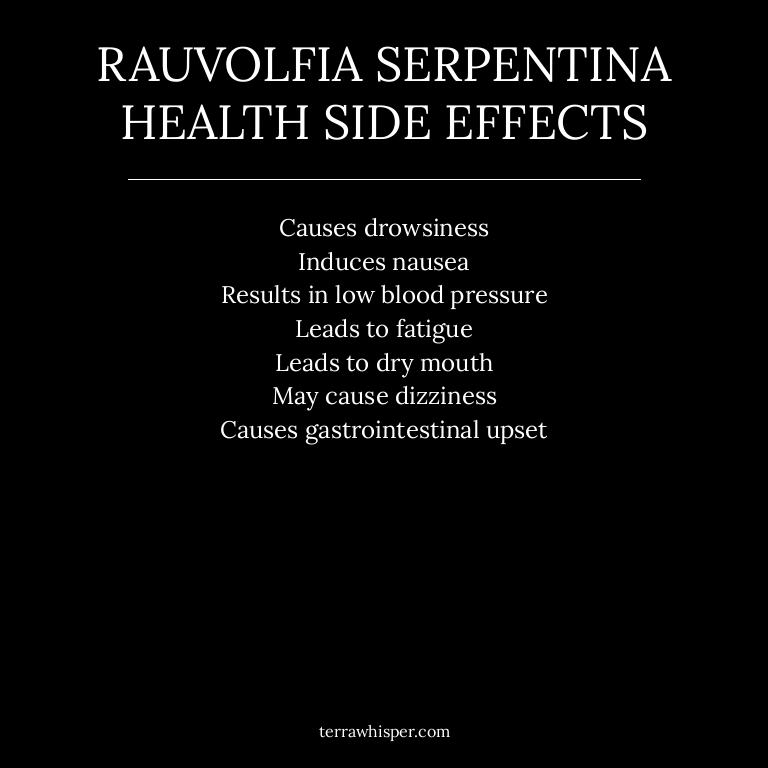 RAUVOLFIA SERPENTINA
HEALTH SIDE EFFECTS
Causes drowsiness
Induces nausea
Results in low blood pressure
Leads to fatigue
Leads to dry mouth
May cause dizziness
Causes gastrointestinal upset
terrawhisper.com